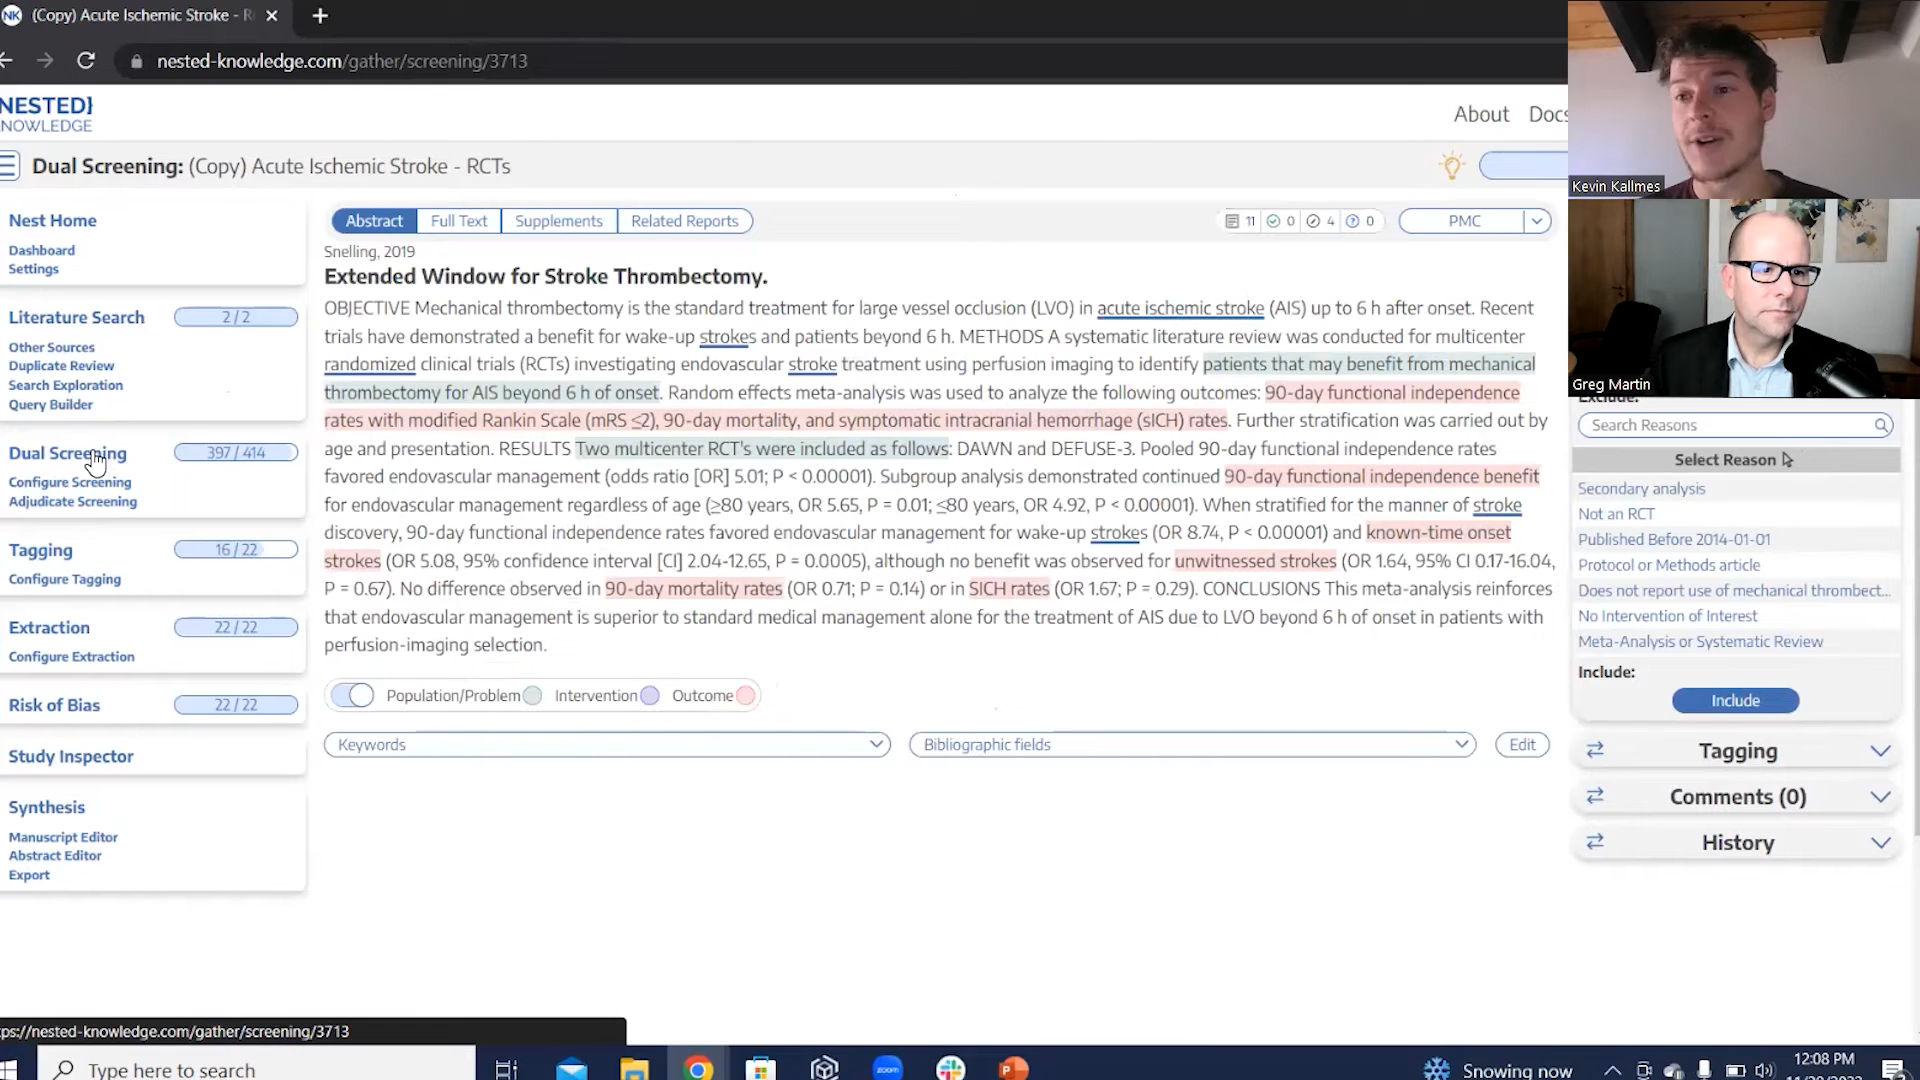 NK (Copy) Acute Ischemic Stroke - R
nested-knowledge.com/gather/screening/3713
NESTED}
KNOWLEDGE
About Docs
Dual Screening: (Copy) Acute Ischemic Stroke - RCTs
Nest Home
Dashboard
Settings
Literature Search 2 / 2
Other Sources
Duplicate Review
Search Exploration
Query Builder
Dual Screening 397 / 414
Configure Screening
Adjudicate Screening
Tagging 16 / 22
Configure Tagging
Extraction 22 / 22
Configure Extraction
Risk of Bias 22 / 22
Study Inspector
Synthesis
Manuscript Editor
Abstract Editor
Export
Abstract Full Text Supplements Related Reports 11 0 4 0 PMC
Snelling, 2019
Extended Window for Stroke Thrombectomy.
OBJECTIVE Mechanical thrombectomy is the standard treatment for large vessel occlusion (LVO) in acute ischemic stroke (AIS) up to 6 h after onset. Recent
trials have demonstrated a benefit for wake-up strokes and patients beyond 6 h. METHODS A systematic literature review was conducted for multicenter
randomized clinical trials (RCTs) investigating endovascular stroke treatment using perfusion imaging to identify patients that may benefit from mechanical
thrombectomy for AIS beyond 6 h of onset. Random effects meta-analysis was used to analyze the following outcomes: 90-day functional independence
rates with modified Rankin Scale (mRS ≤2), 90-day mortality, and symptomatic intracranial hemorrhage (sICH) rates. Further stratification was carried out by
age and presentation. RESULTS Two multicenter RCT's were included as follows: DAWN and DEFUSE-3. Pooled 90-day functional independence rates
favored endovascular management (odds ratio [OR] 5.01; P < 0.00001). Subgroup analysis demonstrated continued 90-day functional independence benefit
for endovascular management regardless of age (≥80 years, OR 5.65, P = 0.01; ≤80 years, OR 4.92, P < 0.00001). When stratified for the manner of stroke
discovery, 90-day functional independence rates favored endovascular management for wake-up strokes (OR 8.74, P < 0.00001) and known-time onset
strokes (OR 5.08, 95% confidence interval [CI] 2.04-12.65, P = 0.0005), although no benefit was observed for unwitnessed strokes (OR 1.64, 95% CI 0.17-16.04,
P = 0.67). No difference observed in 90-day mortality rates (OR 0.71; P = 0.14) or in SICH rates (OR 1.67; P = 0.29). CONCLUSIONS This meta-analysis reinforces
that endovascular management is superior to standard medical management alone for the treatment of AIS due to LVO beyond 6 h of onset in patients with
perfusion-imaging selection.
Population/Problem Intervention Outcome
Keywords Bibliographic fields Edit
Kevin Kallmes
Greg Martin
Exclude:
Search Reasons
Select Reason
Secondary analysis
Not an RCT
Published Before 2014-01-01
Protocol or Methods article
Does not report use of mechanical thrombect...
No Intervention of Interest
Meta-Analysis or Systematic Review
Include:
Include
Tagging
Comments (0)
History
ps://nested-knowledge.com/gather/screening/3713
Type here to search
zoom
Snowing now
12:08 PM